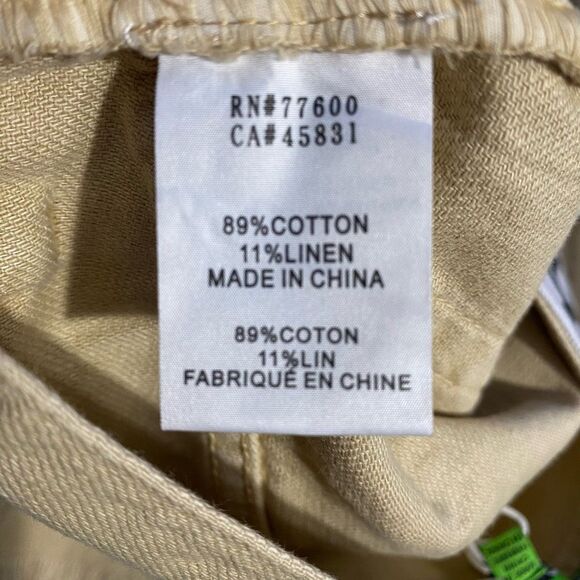 RN#77600
CA#45831
89%COTTON
11%LINEN
MADE IN CHINA
89%COTON
11%LIN
FABRIQUÉ EN CHINE